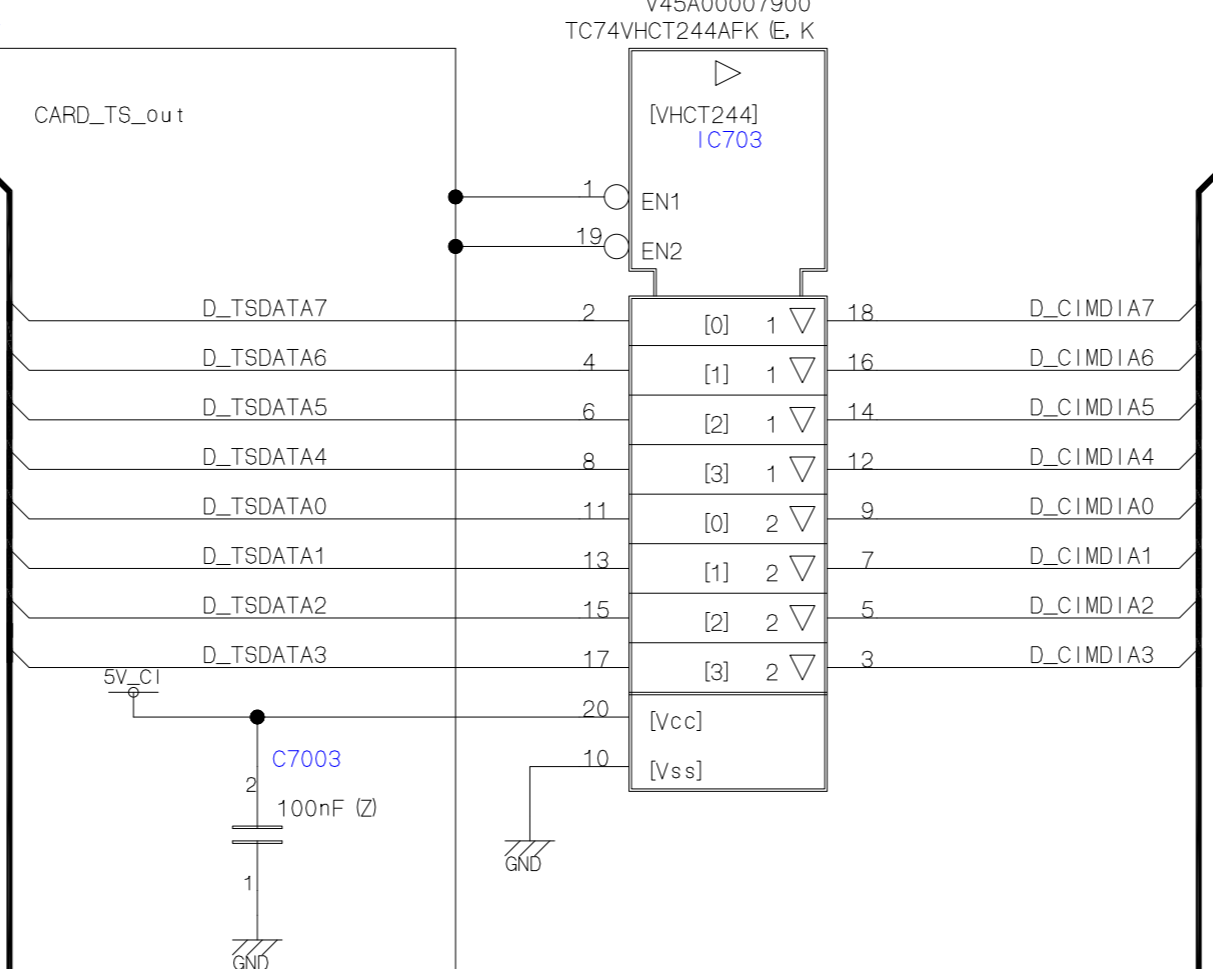 V45A00007900
TC74VHCT244AFK (E, K
CARD_TS_out
[VHCT244]
IC703
1 EN1
19 EN2
D_TSDATA7 2 [0] 1 18 D_CIMDIA7
D_TSDATA6 4 [1] 1 16 D_CIMDIA6
D_TSDATA5 6 [2] 1 14 D_CIMDIA5
D_TSDATA4 8 [3] 1 12 D_CIMDIA4
D_TSDATA0 11 [0] 2 9 D_CIMDIA0
D_TSDATA1 13 [1] 2 7 D_CIMDIA1
D_TSDATA2 15 [2] 2 5 D_CIMDIA2
D_TSDATA3 17 [3] 2 3 D_CIMDIA3
5V_CI
20 [Vcc]
C7003
10 [Vss]
2
100nF (Z)
GND
1
GND